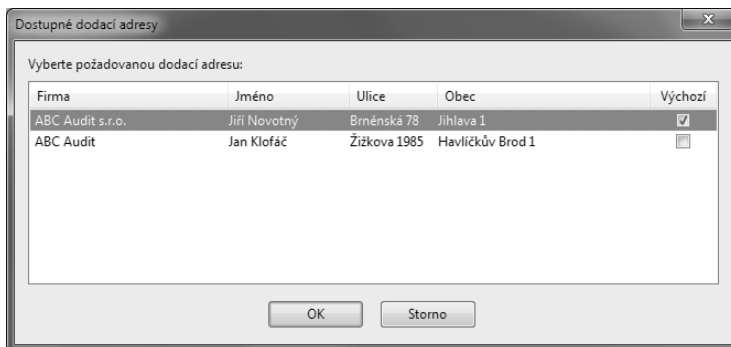 Dostupné dodací adresy
Vyberte požadovanou dodací adresu:
Firma Jméno Ulice Obec Výchozí
ABC Audit s.r.o. Jiří Novotný Brněnská 78 Jihlava 1
ABC Audit Jan Klofáč Žižkova 1985 Havlíčkův Brod 1
OK Storno